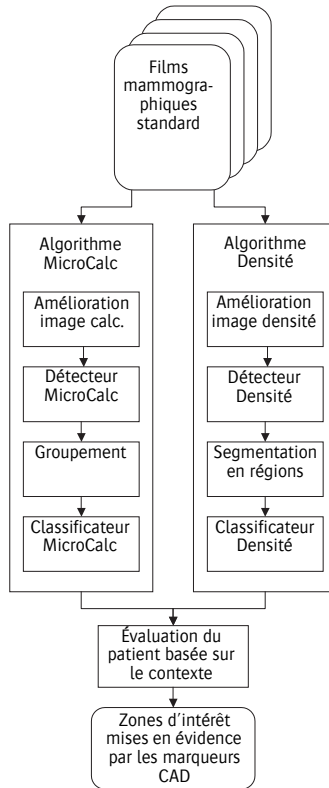 Films
mammogra-
phiques
standard
Algorithme
MicroCalc
Amélioration
image calc.
Détecteur
MicroCalc
Groupement
Classificateur
MicroCalc
Algorithme
Densité
Amélioration
image densité
Détecteur
Densité
Segmentation
en régions
Classificateur
Densité
Évaluation du
patient basée sur
le contexte
Zones d'intérêt
mises en évidence
par les marqueurs
CAD